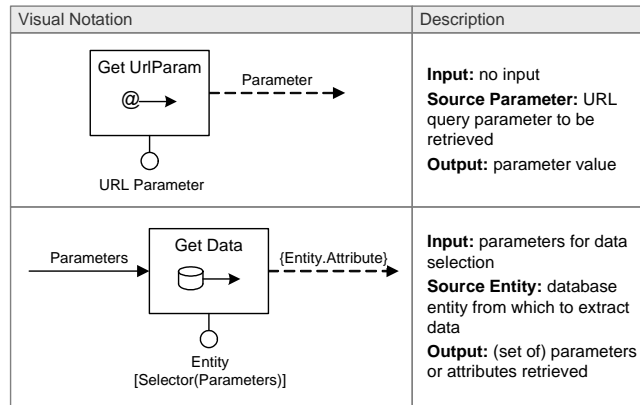 Visual Notation
Description
Get UrlParam
@
Parameter
URL Parameter
Input: no input
Source Parameter: URL
query parameter to be
retrieved
Output: parameter value
Parameters
Get Data
{Entity.Attribute}
Entity
[Selector(Parameters)]
Input: parameters for data
selection
Source Entity: database
entity from which to extract
data
Output: (set of) parameters
or attributes retrieved